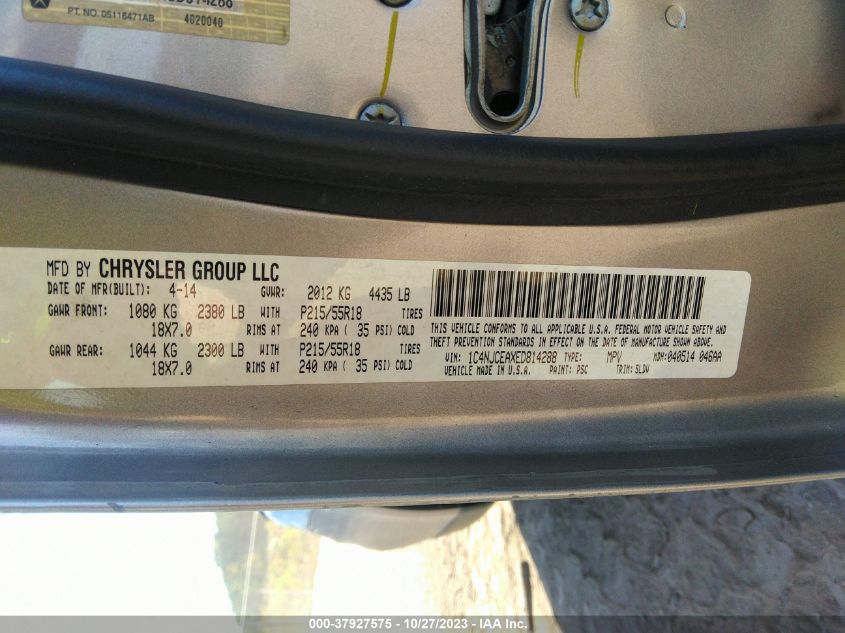 PT. NO. 05116471AB 4020040
MFD BY CHRYSLER GROUP LLC
DATE OF MFR(BUILT): 4-14 GVWR: 2012 KG 4435 LB
GAWR FRONT: 1080 KG 2380 LB WITH P215/55R18 TIRES
18X7.0 RIMS AT 240 KPA ( 35 PSI) COLD
GAWR REAR: 1044 KG 2300 LB WITH P215/55R18 TIRES
18X7.0 RIMS AT 240 KPA ( 35 PSI) COLD
THIS VEHICLE CONFORMS TO ALL APPLICABLE U.S.A. FEDERAL MOTOR VEHICLE SAFETY AND
THEFT PREVENTION STANDARDS IN EFFECT ON THE DATE OF MANUFACTURE SHOWN ABOVE.
VIN: 1C4NJCEAXED814288 TYPE: MPV MDH: 040514 046AA
VEHICLE MADE IN U.S.A. PAINT: PSC TRIM: SLDV
000-37927575 - 10/27/2023 - IAA Inc.